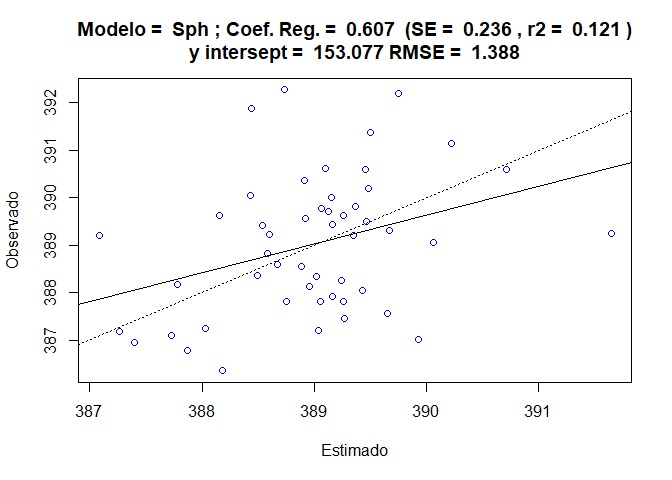 Modelo = Sph ; Coef. Reg. = 0.607 (SE = 0.236 , r2 = 0.121 )
y intersept = 153.077 RMSE = 1.388
392
391
390
389
388
387
Observado
387 388 389 390 391
Estimado